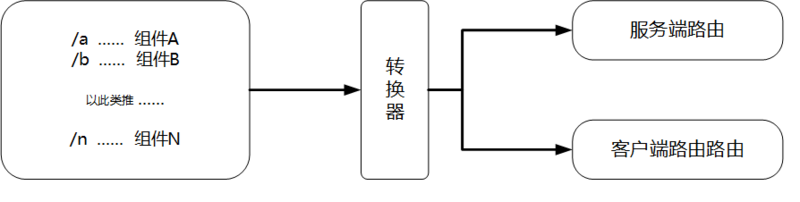 /a ...... 组件A
/b ...... 组件B
以此类推 ......
/n ...... 组件N
转换器
服务端路由
客户端路由路由